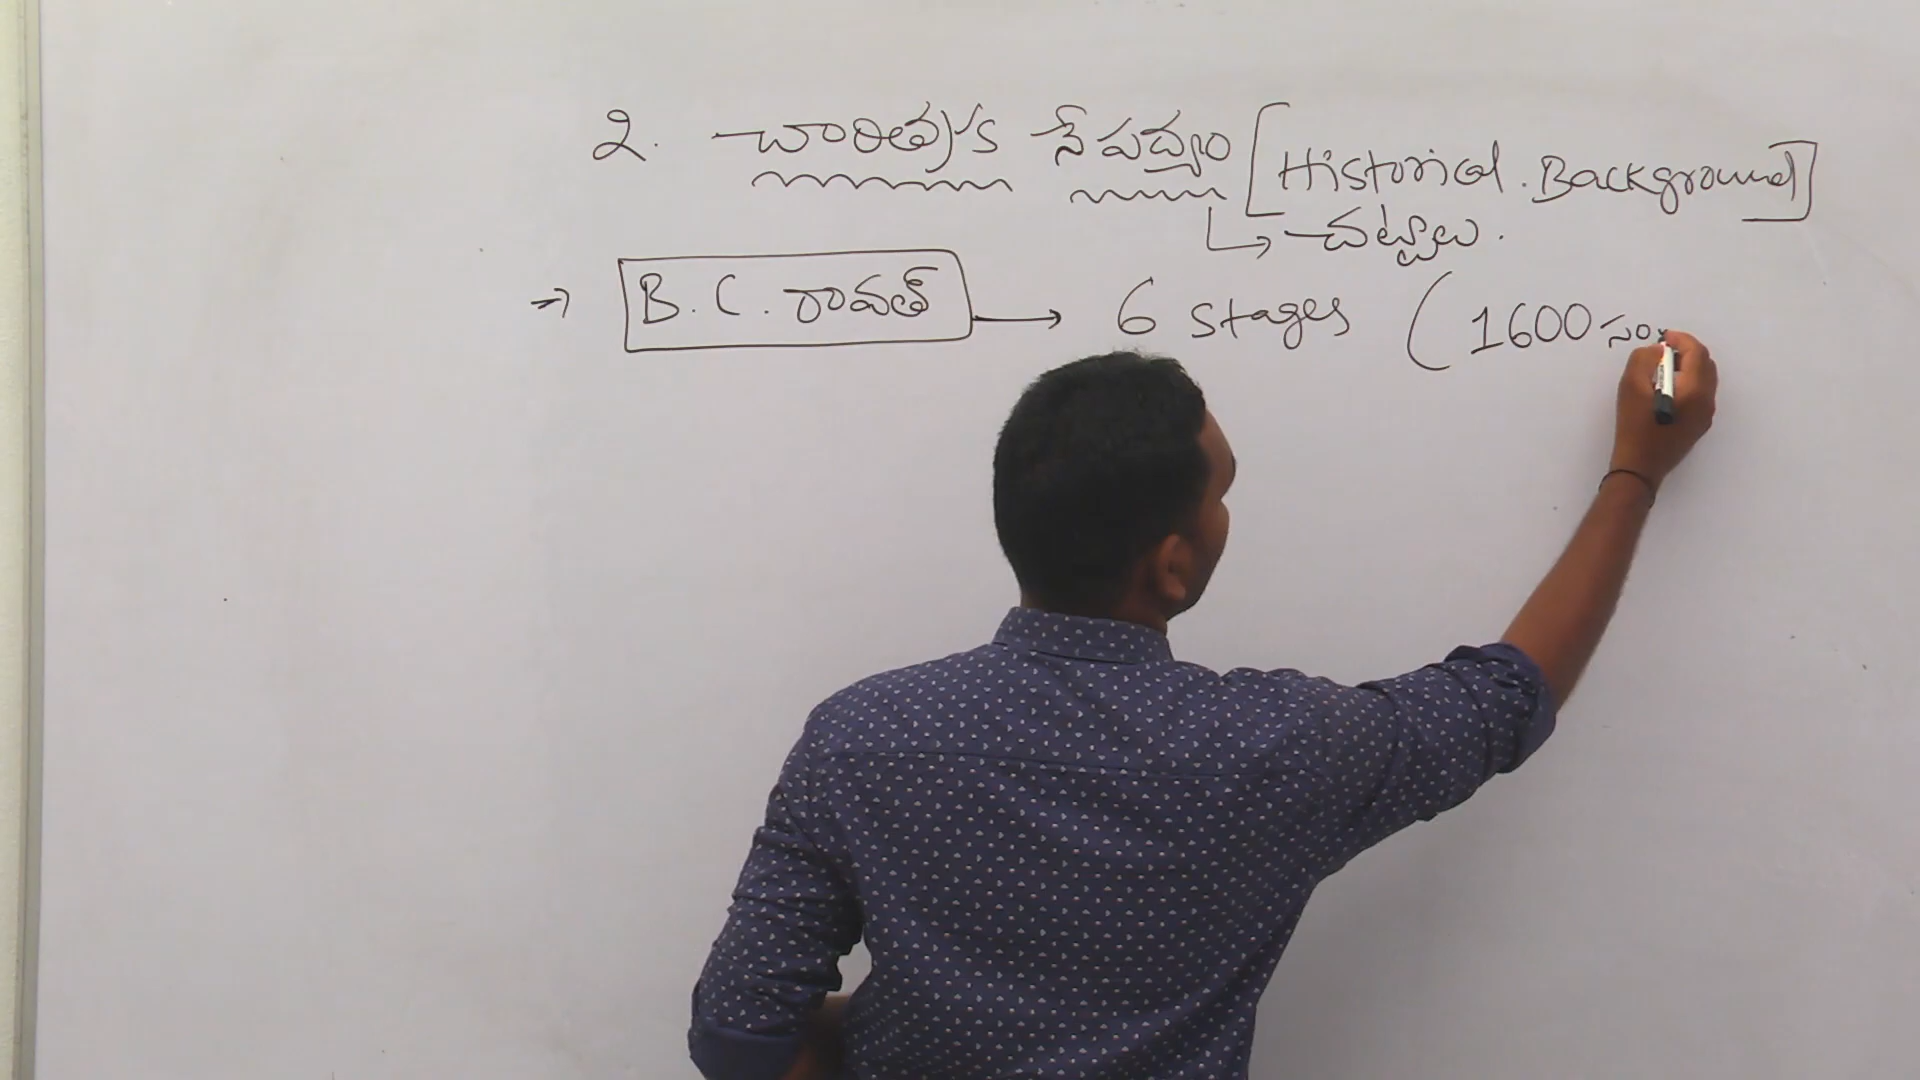 2. చారిత్రక నేపద్యం [Historical. Background]
↳ చట్టాలు.
→ B. C. రావత్ → 6 stages (1600 సం